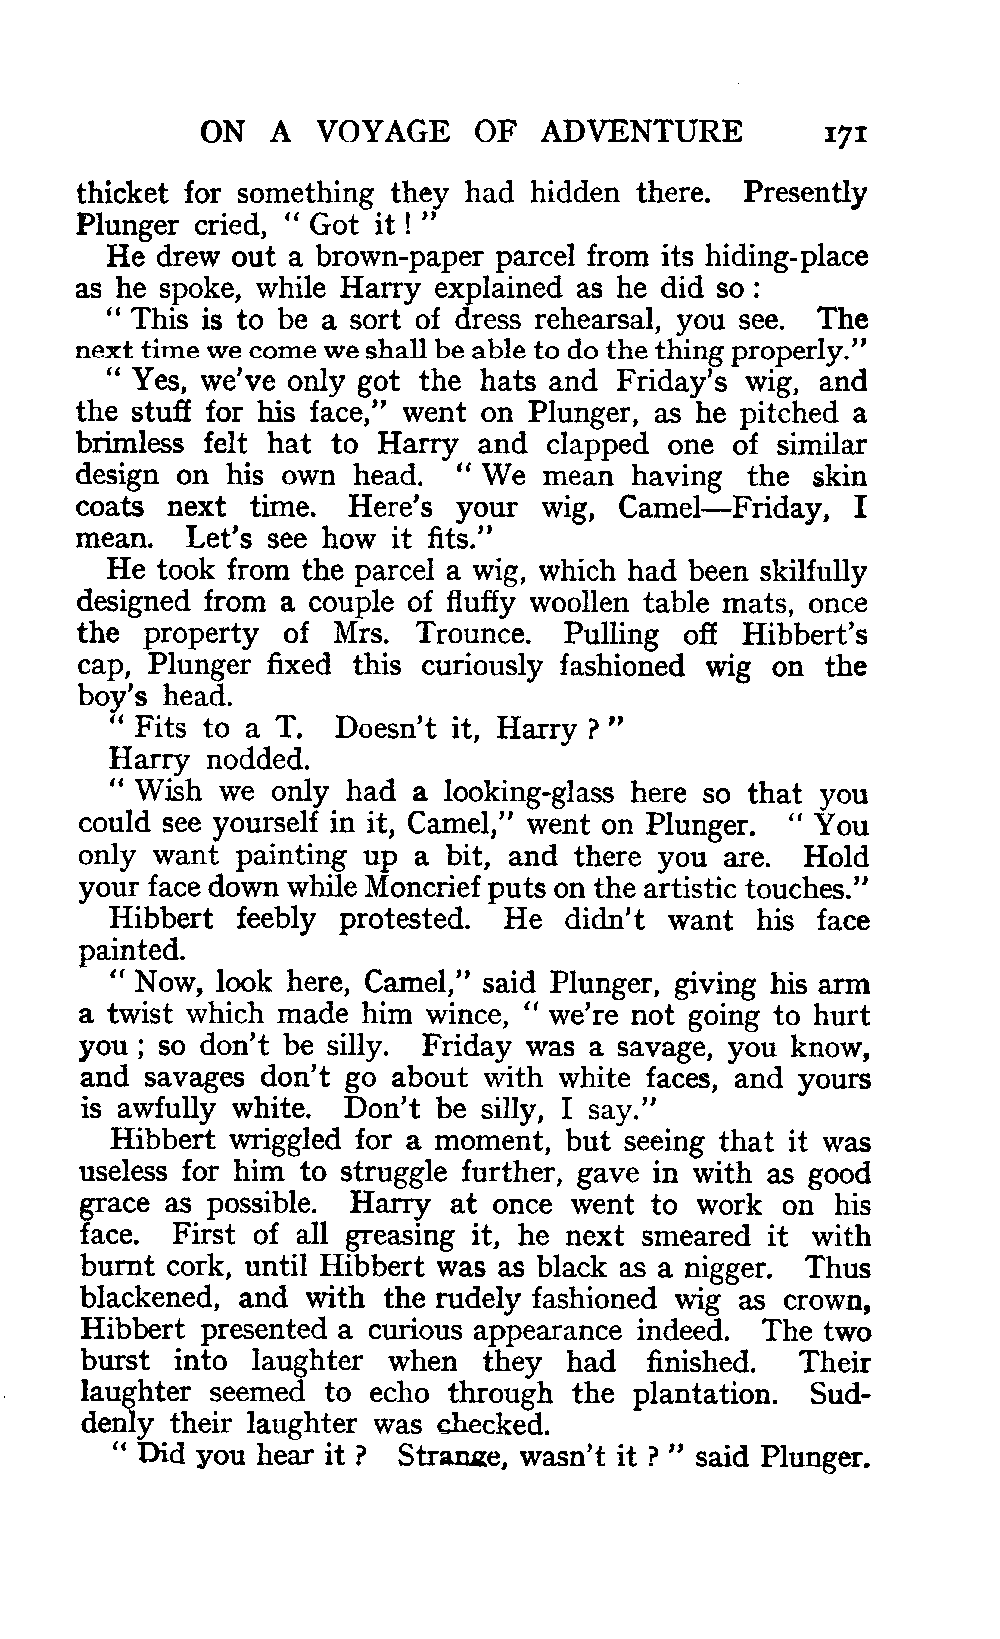 ON A VOYAGE OF ADVENTURE 171
thicket for something they had hidden there. Presently
Plunger cried, " Got it ! "
He drew out a brown-paper parcel from its hiding-place
as he spoke, while Harry explained as he did so :
" This is to be a sort of dress rehearsal, you see. The
next time we come we shall be able to do the thing properly."
" Yes, we've only got the hats and Friday's wig, and
the stuff for his face," went on Plunger, as he pitched a
brimless felt hat to Harry and clapped one of similar
design on his own head. " We mean having the skin
coats next time. Here's your wig, Camel—Friday, I
mean. Let's see how it fits."
He took from the parcel a wig, which had been skilfully
designed from a couple of fluffy woollen table mats, once
the property of Mrs. Trounce. Pulling off Hibbert's
cap, Plunger fixed this curiously fashioned wig on the
boy's head.
" Fits to a T. Doesn't it, Harry ? "
Harry nodded.
" Wish we only had a looking-glass here so that you
could see yourself in it, Camel," went on Plunger. " You
only want painting up a bit, and there you are. Hold
your face down while Moncrief puts on the artistic touches."
Hibbert feebly protested. He didn't want his face
painted.
" Now, look here, Camel," said Plunger, giving his arm
a twist which made him wince, " we're not going to hurt
you ; so don't be silly. Friday was a savage, you know,
and savages don't go about with white faces, and yours
is awfully white. Don't be silly, I say."
Hibbert wriggled for a moment, but seeing that it was
useless for him to struggle further, gave in with as good
grace as possible. Harry at once went to work on his
face. First of all greasing it, he next smeared it with
burnt cork, until Hibbert was as black as a nigger. Thus
blackened, and with the rudely fashioned wig as crown,
Hibbert presented a curious appearance indeed. The two
burst into laughter when they had finished. Their
laughter seemed to echo through the plantation. Sud-
denly their laughter was checked.
" Did you hear it ? Strange, wasn't it ? " said Plunger.